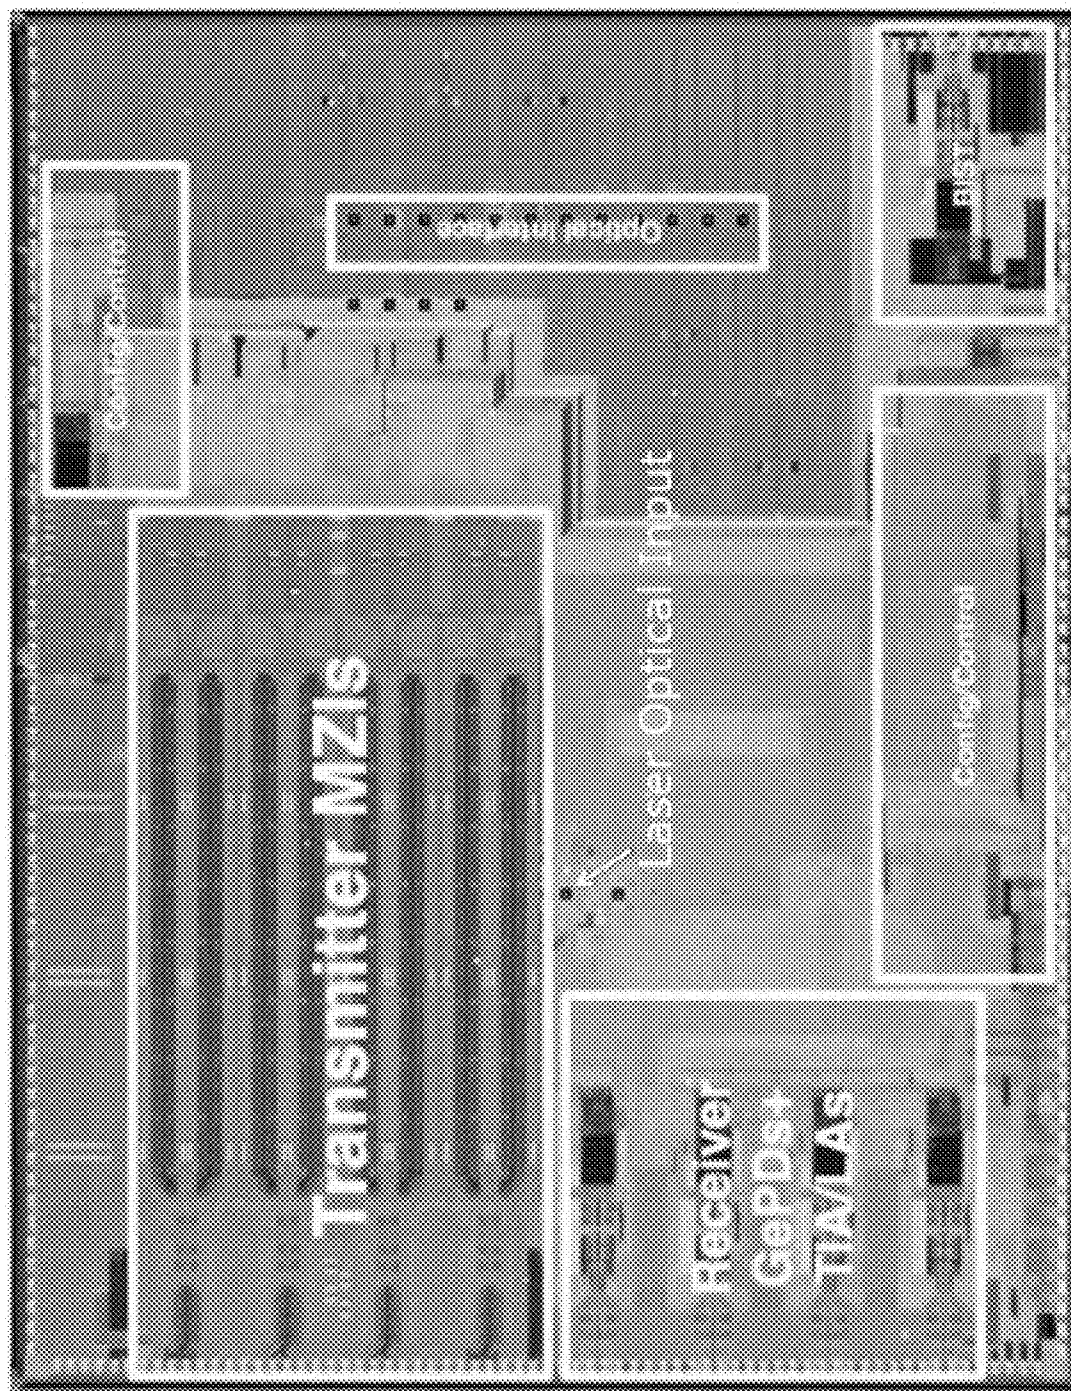 Optical Interface
BIST
Config/Control
Config/Control
Laser Optical Input
Transmitter MZIs
Receiver
GePDs+
TIA/LAs